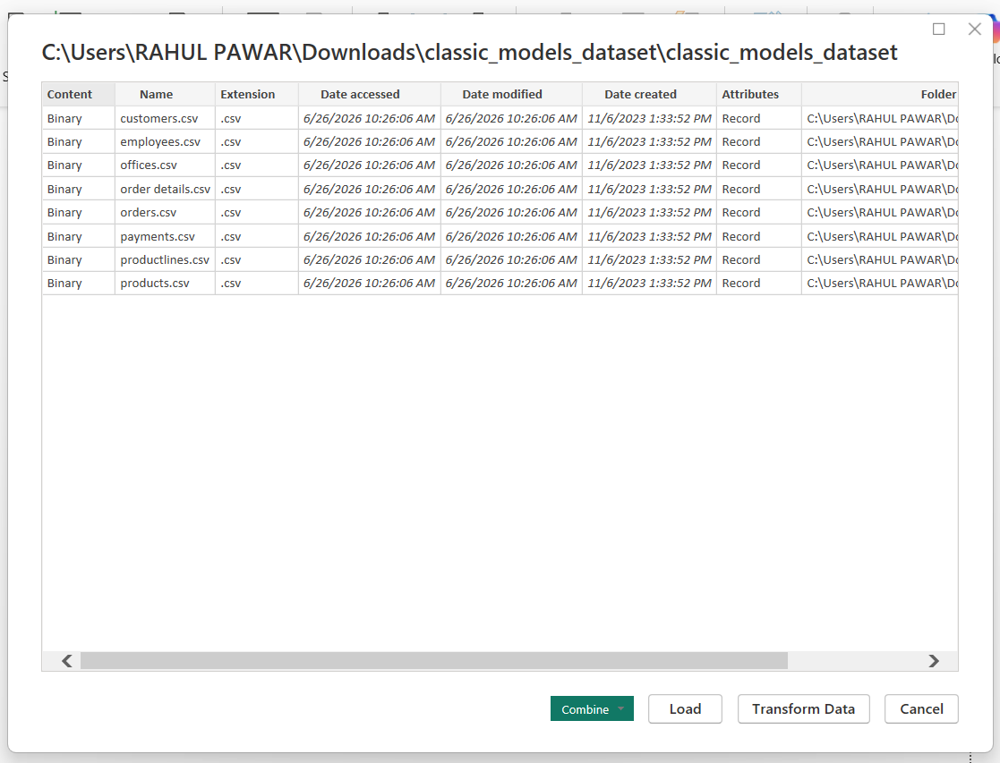 C:\Users\RAHUL PAWAR\Downloads\classic_models_dataset\classic_models_dataset
Content Name Extension Date accessed Date modified Date created Attributes Folder
Binary customers.csv .csv 6/26/2026 10:26:06 AM 6/26/2026 10:26:06 AM 11/6/2023 1:33:52 PM Record C:\Users\RAHUL PAWAR\Do
Binary employees.csv .csv 6/26/2026 10:26:06 AM 6/26/2026 10:26:06 AM 11/6/2023 1:33:52 PM Record C:\Users\RAHUL PAWAR\Do
Binary offices.csv .csv 6/26/2026 10:26:06 AM 6/26/2026 10:26:06 AM 11/6/2023 1:33:52 PM Record C:\Users\RAHUL PAWAR\Do
Binary order details.csv .csv 6/26/2026 10:26:06 AM 6/26/2026 10:26:06 AM 11/6/2023 1:33:52 PM Record C:\Users\RAHUL PAWAR\Do
Binary orders.csv .csv 6/26/2026 10:26:06 AM 6/26/2026 10:26:06 AM 11/6/2023 1:33:52 PM Record C:\Users\RAHUL PAWAR\Do
Binary payments.csv .csv 6/26/2026 10:26:06 AM 6/26/2026 10:26:06 AM 11/6/2023 1:33:52 PM Record C:\Users\RAHUL PAWAR\Do
Binary productlines.csv .csv 6/26/2026 10:26:06 AM 6/26/2026 10:26:06 AM 11/6/2023 1:33:52 PM Record C:\Users\RAHUL PAWAR\Do
Binary products.csv .csv 6/26/2026 10:26:06 AM 6/26/2026 10:26:06 AM 11/6/2023 1:33:52 PM Record C:\Users\RAHUL PAWAR\Do
Combine Load Transform Data Cancel